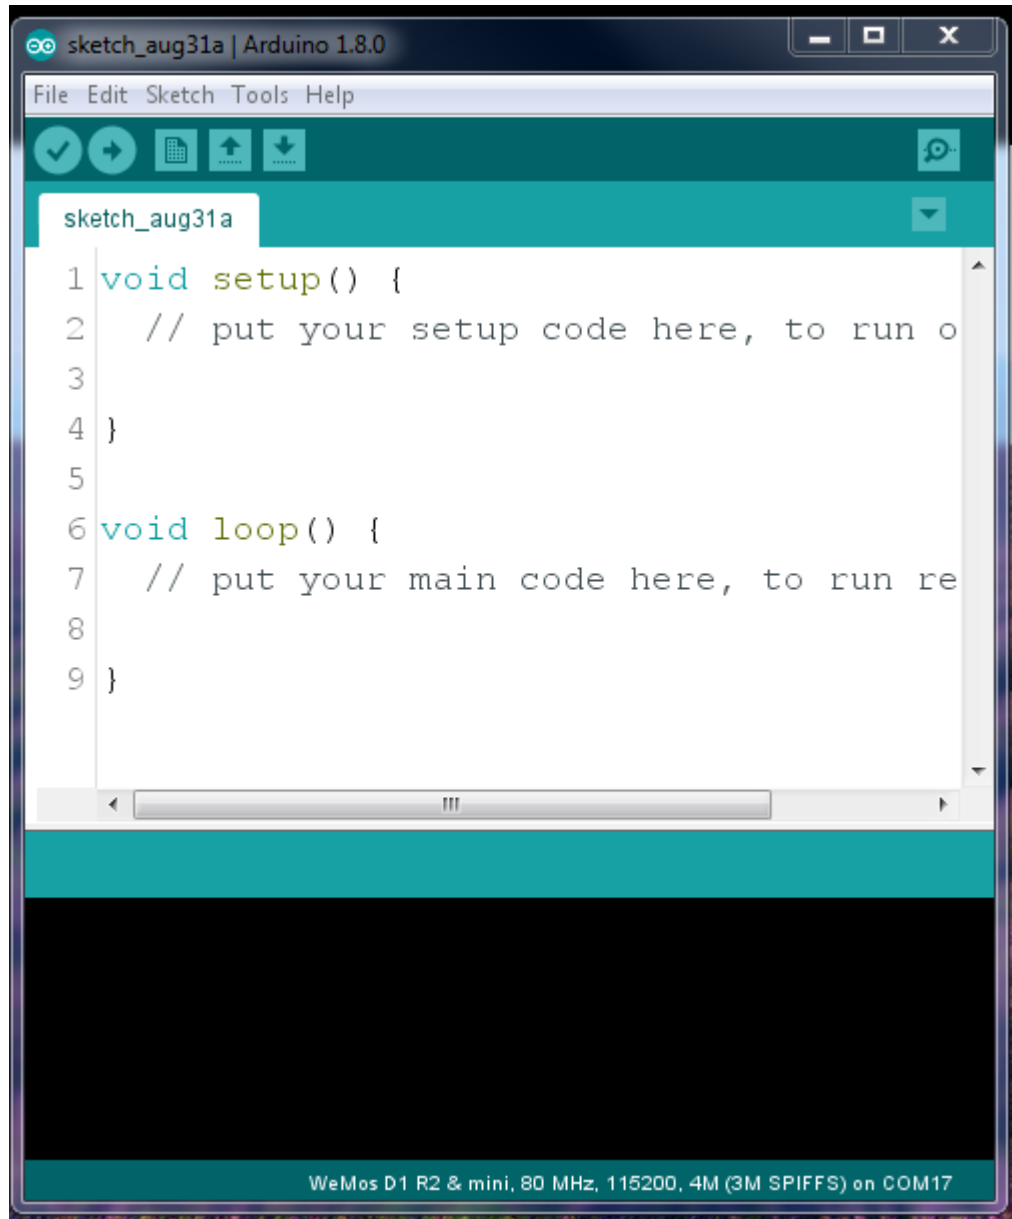 sketch_aug31a | Arduino 1.8.0
File Edit Sketch Tools Help
sketch_aug31a
1 void setup() {
2   // put your setup code here, to run o
3
4 }
5
6 void loop() {
7   // put your main code here, to run re
8
9 }
WeMos D1 R2 & mini, 80 MHz, 115200, 4M (3M SPIFFS) on COM17